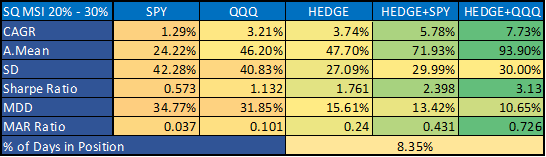 SQ MSI 20% - 30% SPY QQQ HEDGE HEDGE+SPY HEDGE+QQQ
CAGR 1.29% 3.21% 3.74% 5.78% 7.73%
A.Mean 24.22% 46.20% 47.70% 71.93% 93.90%
SD 42.28% 40.83% 27.09% 29.99% 30.00%
Sharpe Ratio 0.573 1.132 1.761 2.398 3.13
MDD 34.77% 31.85% 15.61% 13.42% 10.65%
MAR Ratio 0.037 0.101 0.24 0.431 0.726
% of Days in Position 8.35%